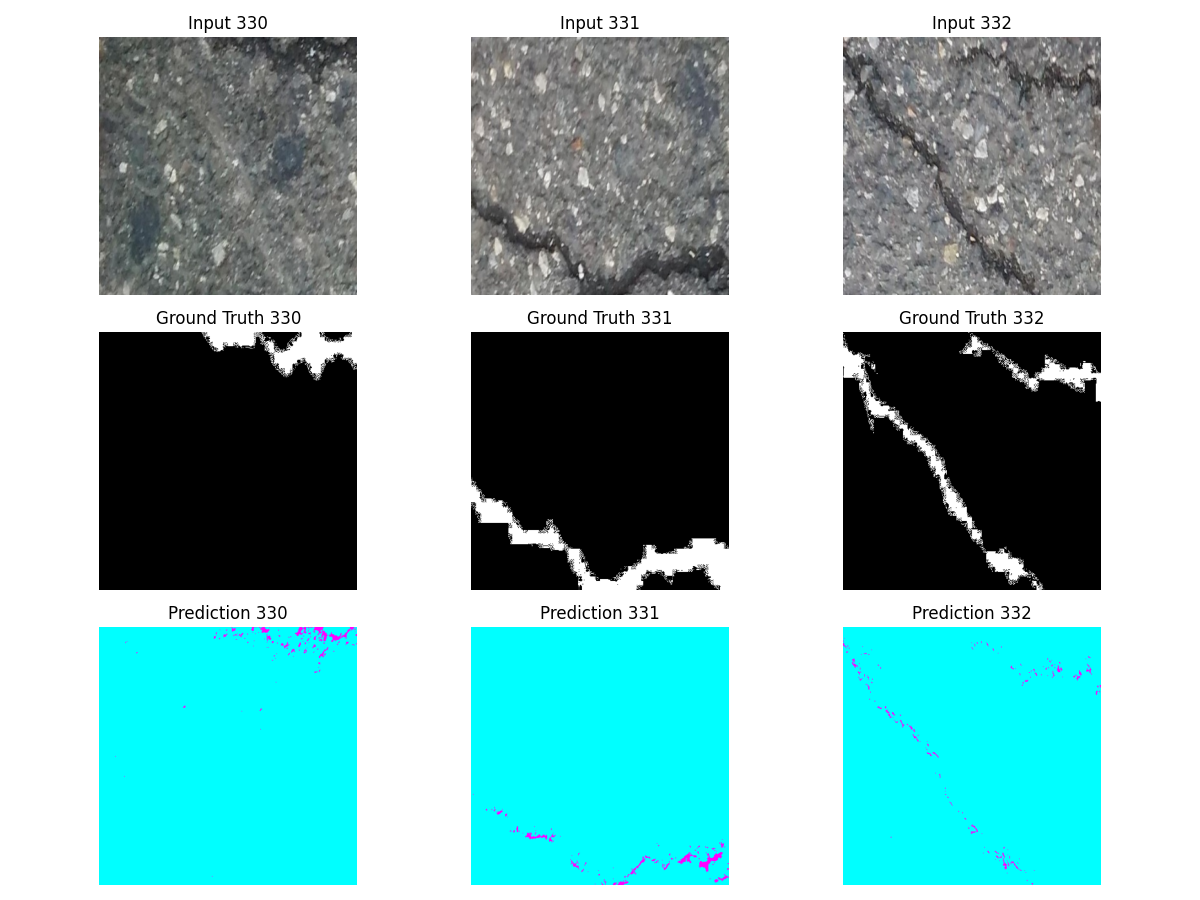 Input 330
Input 331
Input 332
Ground Truth 330
Ground Truth 331
Ground Truth 332
Prediction 330
Prediction 331
Prediction 332